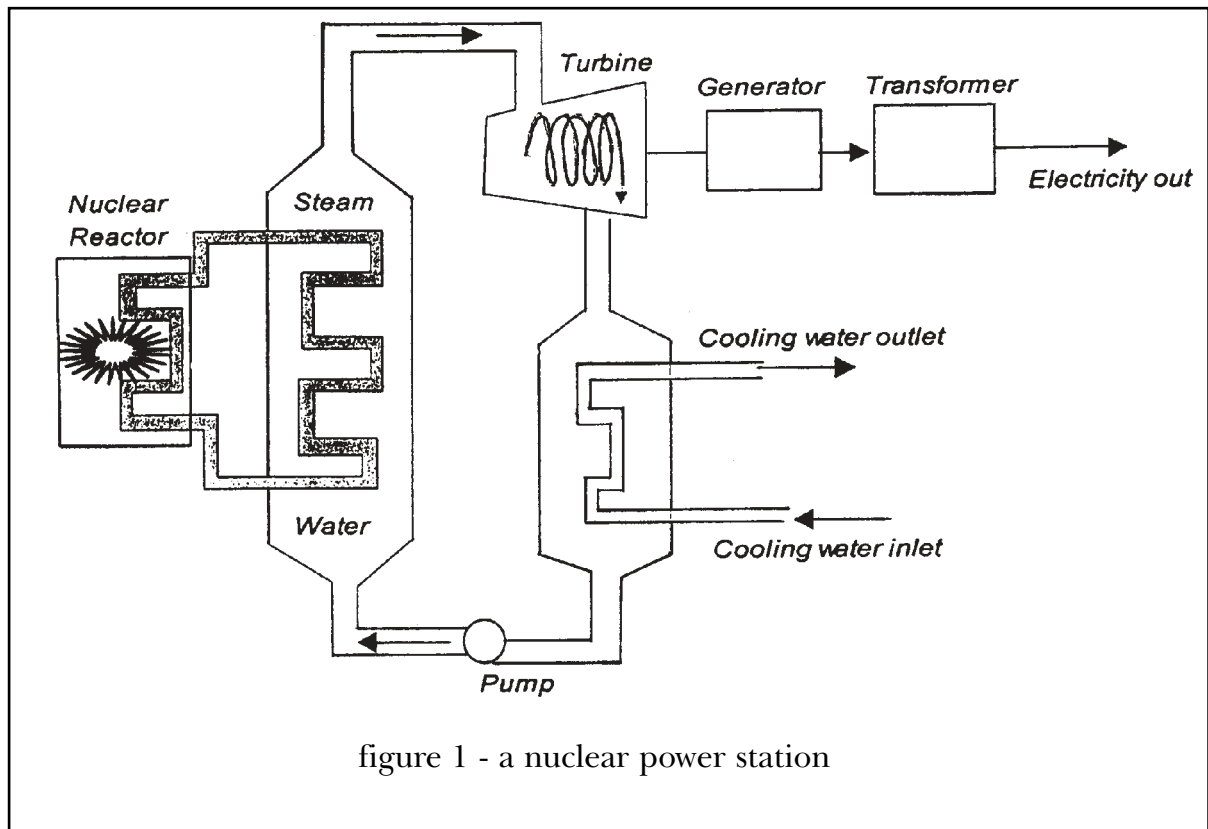 Turbine
Generator
Transformer
Electricity out
Nuclear
Reactor
Steam
Cooling water outlet
Water
Cooling water inlet
Pump
figure 1 - a nuclear power station